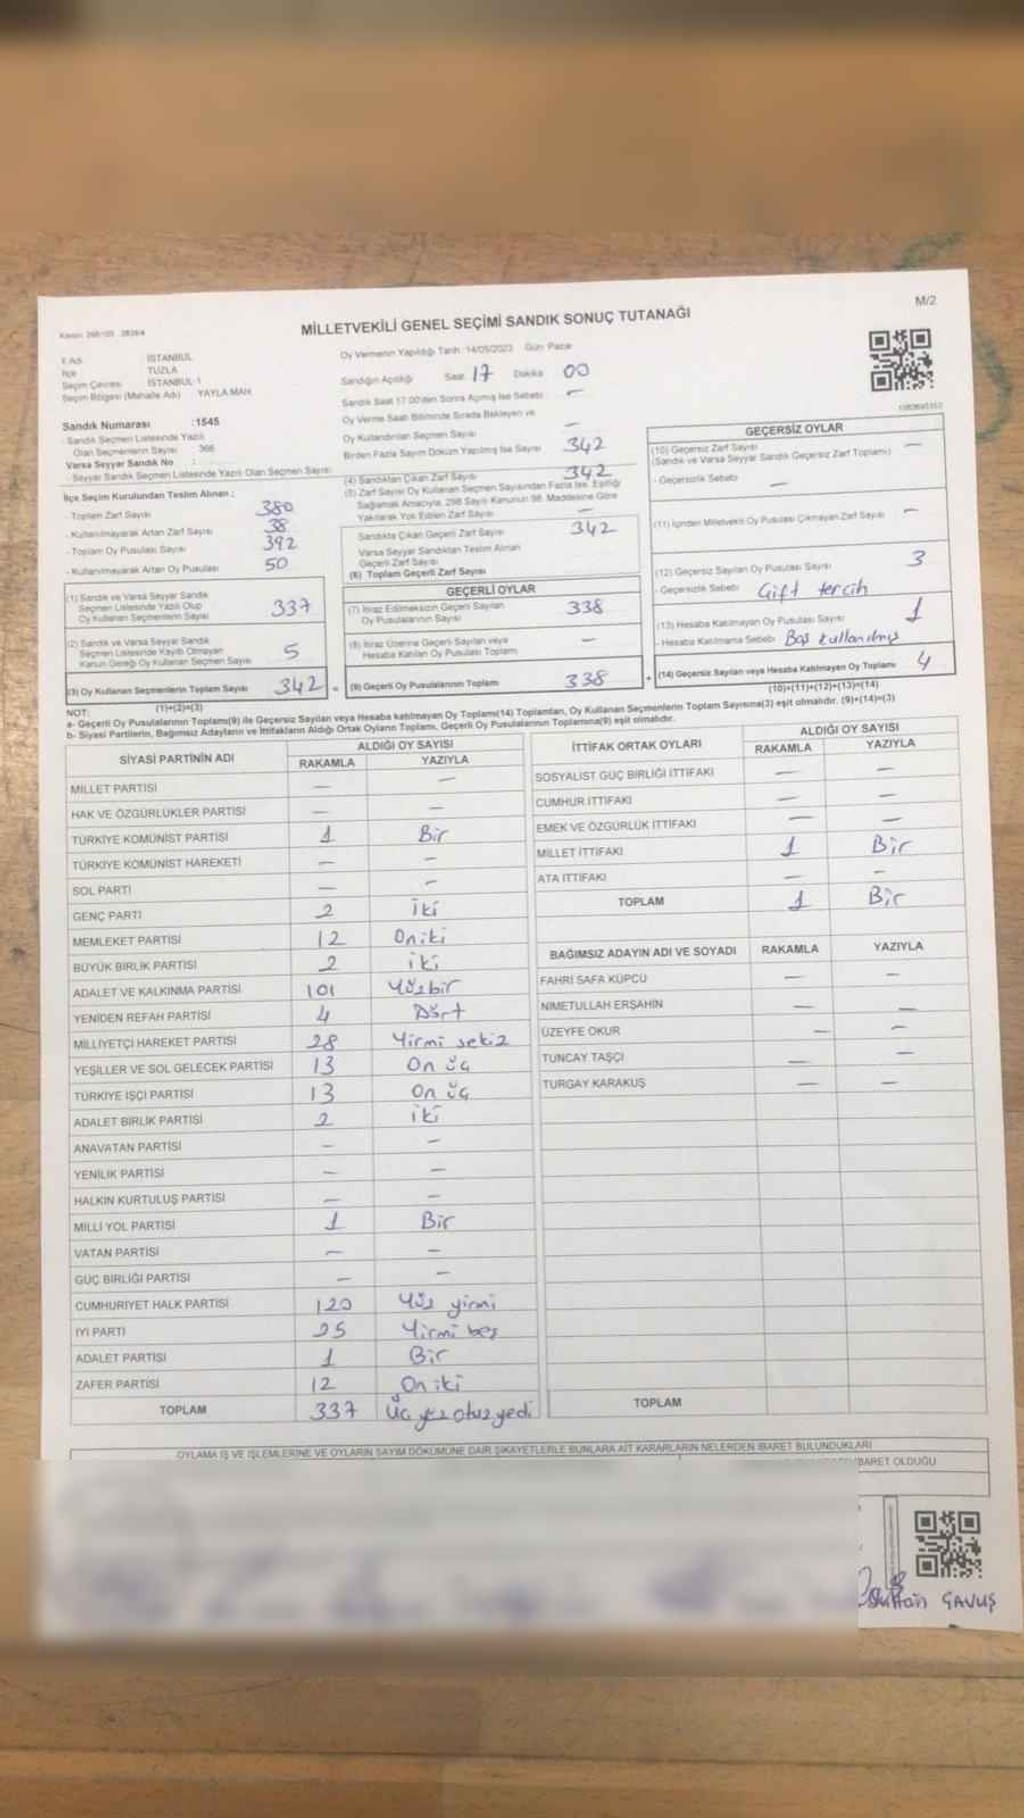 M/2
MİLLETVEKİLİ GENEL SEÇİMİ SANDIK SONUÇ TUTANAĞI
İl Adı : İSTANBUL
İlçe : TUZLA
Seçim Çevresi : İSTANBUL-1
Seçim Bölgesi (Mahalle Adı) YAYLA MAH.
Sandık Numarası :1545
- Sandık Seçmen Listesinde Yazılı
Olan Seçmenlerin Sayısı : 366
Varsa Seyyar Sandık No :
Seyyar Sandık Seçmen Listesinde Yazılı Olan Seçmen Sayısı:
İlçe Seçim Kurulundan Teslim Alınan :
- Toplam Zarf Sayısı 380
- Kullanılmayarak Artan Zarf Sayısı 38
- Toplam Oy Pusulası Sayısı 392
- Kullanılmayarak Artan Oy Pusulası 50
(1) Sandık ve Varsa Seyyar Sandık
Seçmen Listesinde Yazılı Olup
Oy Kullanan Seçmenlerin Sayısı 337
(2) Sandık ve Varsa Seyyar Sandık
Seçmen Listesinde Kayıtlı Olmayan
Kanun Gereği Oy Kullanan Seçmen Sayısı 5
(3) Oy Kullanan Seçmenlerin Toplam Sayısı 342
(1)+(2)=(3)
Oy Vermenin Yapıldığı Tarih :14/05/2023 Gün: Pazar
Sandığın Açıldığı Saat: 17 Dakika 00
Sandık Saat 17.00'den Sonra Açılmış İse Sebebi: -
Oy Verme Saati Bitiminde Sırada Bekleyen ve
Oy Kullandırılan Seçmen Sayısı -
Birden Fazla Sayım Döküm Yapılmış İse Sayısı 342
(4) Sandıktan Çıkan Zarf Sayısı 342
(5) Zarf Sayısı Oy Kullanan Seçmen Sayısından Fazla İse, Eşitliği
Sağlamak Amacıyla, 298 Sayılı Kanunun 98. Maddesine Göre
Yakılarak Yok Edilen Zarf Sayısı -
Sandıkta Çıkan Geçerli Zarf Sayısı 342
Varsa Seyyar Sandıktan Teslim Alınan
Geçerli Zarf Sayısı
(6) Toplam Geçerli Zarf Sayısı
GEÇERLİ OYLAR
(7) İtiraz Edilmeksizin Geçerli Sayılan
Oy Pusulalarının Sayısı 338
(8) İtiraz Üzerine Geçerli Sayılan veya
Hesaba Katılan Oy Pusulası Toplamı -
(9) Geçerli Oy Pusulalarının Toplamı 338
GEÇERSİZ OYLAR
(10) Geçersiz Zarf Sayısı -
(Sandık ve Varsa Seyyar Sandık Geçersiz Zarf Toplamı)
- Geçersizlik Sebebi -
(11) İçinden Milletvekili Oy Pusulası Çıkmayan Zarf Sayısı -
(12) Geçersiz Sayılan Oy Pusulası Sayısı 3
- Geçersizlik Sebebi Çift tercih
(13) Hesaba Katılmayan Oy Pusulası Sayısı 1
- Hesaba Katılmama Sebebi Boş kullanılmış
(14) Geçersiz Sayılan veya Hesaba Katılmayan Oy Toplamı 4
(10)+(11)+(12)+(13)=(14)
NOT:
a- Geçerli Oy Pusulalarının Toplamı(9) ile Geçersiz Sayılan veya Hesaba katılmayan Oy Toplamı(14) Toplamları, Oy Kullanan Seçmenlerin Toplam Sayısına(3) eşit olmalıdır. (9)+(14)=(3)
b- Siyasi Partilerin, Bağımsız Adayların ve İttifakların Aldığı Ortak Oyların Toplamı, Geçerli Oy Pusulalarının Toplamına(9) eşit olmalıdır.
SİYASİ PARTİNİN ADI ALDIĞI OY SAYISI
RAKAMLA YAZIYLA
MİLLET PARTİSİ - -
HAK VE ÖZGÜRLÜKLER PARTİSİ - -
TÜRKİYE KOMÜNİST PARTİSİ 1 Bir
TÜRKİYE KOMÜNİST HAREKETİ - -
SOL PARTİ - -
GENÇ PARTİ 2 iki
MEMLEKET PARTİSİ 12 Oniki
BÜYÜK BİRLİK PARTİSİ 2 iki
ADALET VE KALKINMA PARTİSİ 101 Yüzbir
YENİDEN REFAH PARTİSİ 4 Dört
MİLLİYETÇİ HAREKET PARTİSİ 28 Yirmi sekiz
YEŞİLLER VE SOL GELECEK PARTİSİ 13 On üç
TÜRKİYE İŞÇİ PARTİSİ 13 On üç
ADALET BİRLİK PARTİSİ 2 iki
ANAVATAN PARTİSİ - -
YENİLİK PARTİSİ - -
HALKIN KURTULUŞ PARTİSİ - -
MİLLİ YOL PARTİSİ 1 Bir
VATAN PARTİSİ - -
GÜÇ BİRLİĞİ PARTİSİ - -
CUMHURİYET HALK PARTİSİ 120 Yüz yirmi
İYİ PARTİ 25 Yirmi beş
ADALET PARTİSİ 1 Bir
ZAFER PARTİSİ 12 On iki
TOPLAM 337 Üç yüz otuz yedi
İTTİFAK ORTAK OYLARI ALDIĞI OY SAYISI
RAKAMLA YAZIYLA
SOSYALİST GÜÇ BİRLİĞİ İTTİFAKI - -
CUMHUR İTTİFAKI - -
EMEK VE ÖZGÜRLÜK İTTİFAKI - -
MİLLET İTTİFAKI 1 Bir
ATA İTTİFAKI - -
TOPLAM 1 Bir
BAĞIMSIZ ADAYIN ADI VE SOYADI RAKAMLA YAZIYLA
FAHRİ SAFA KÜPCÜ - -
NİMETULLAH ERŞAHİN - -
ÜZEYFE OKUR - -
TUNCAY TAŞÇI - -
TURGAY KARAKUŞ - -
TOPLAM
OYLAMA İŞ VE İŞLEMLERİNE VE OYLARIN SAYIM DÖKÜMÜNE DAİR ŞİKAYETLERLE BUNLARA AİT KARARLARIN NELERDEN İBARET BULUNDUKLARI
İBARET OLDUĞU
ÇAVUŞ